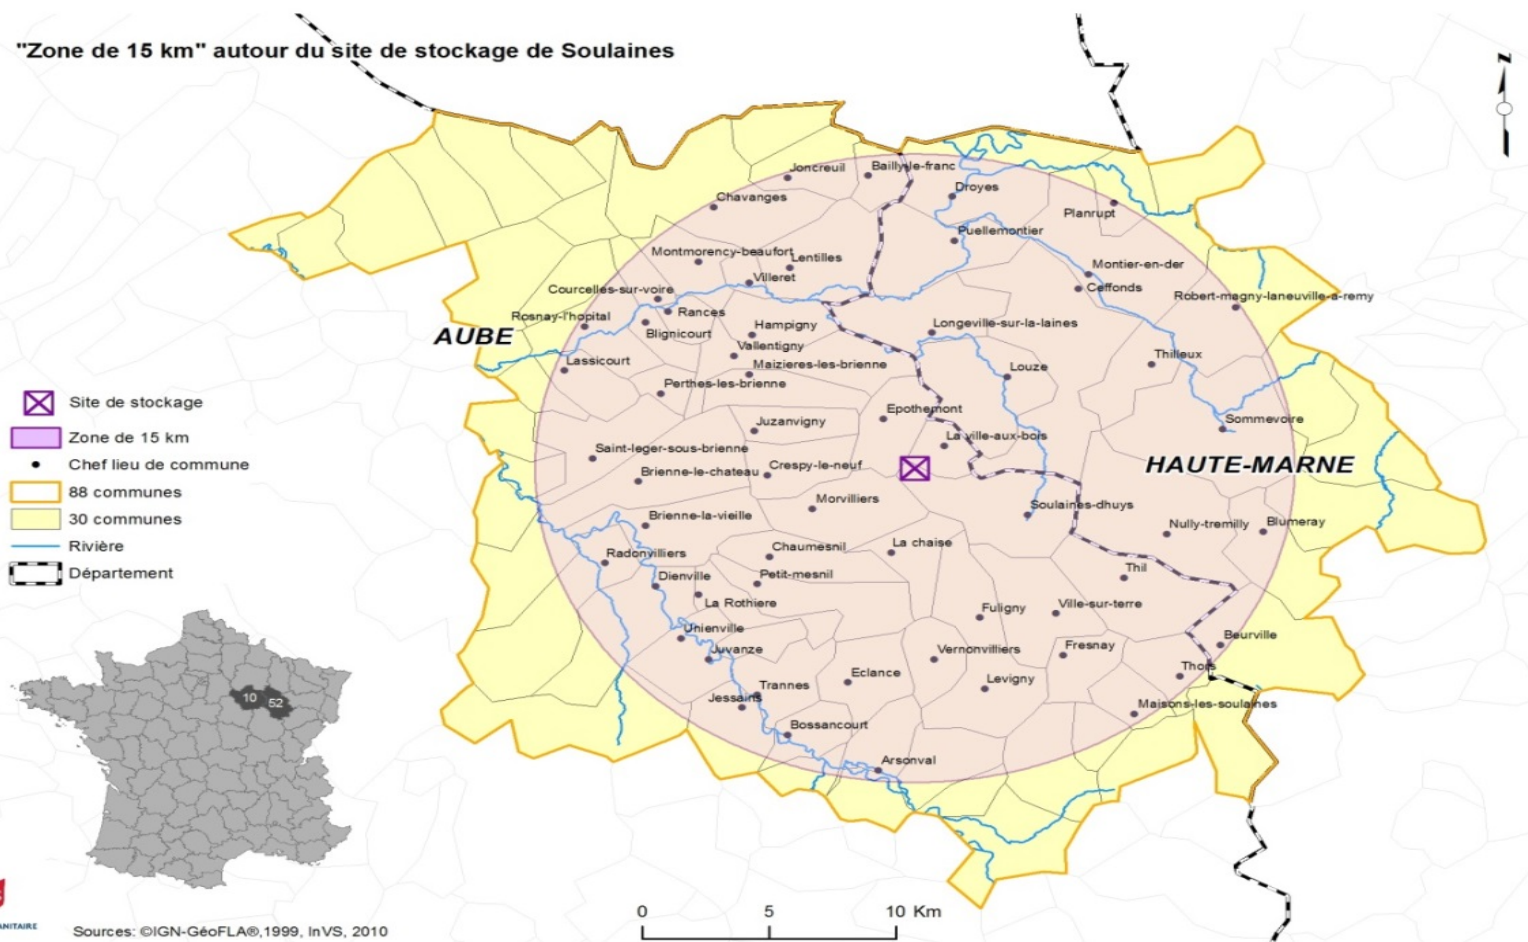 "Zone de 15 km" autour du site de stockage de Soulaines
Joncreuil
Bailly-le-franc
Chavanges
Droyes
Planrupt
Puellemontier
Montmorency-beaufort
Lentilles
Villeret
Montier-en-der
Ceffonds
Courcelles-sur-voire
Robert-magny-laneuville-a-remy
Rosnay-l'hopital
Rances
Blignicourt
Hampigny
Longeville-sur-la-laines
AUBE
Vallentigny
Lassicourt
Maizieres-les-brienne
Louze
Thilleux
Perthes-les-brienne
Site de stockage
Epothemont
Juzanvigny
Sommevoire
Zone de 15 km
La ville-aux-bois
Saint-leger-sous-brienne
Chef lieu de commune
Brienne-le-chateau
Crespy-le-neuf
HAUTE-MARNE
88 communes
Morvilliers
Soulaines-dhuys
30 communes
Brienne-la-vieille
Nully-tremilly
Blumeray
Rivière
Radonvilliers
Chaumesnil
La chaise
Département
Dienville
Petit-mesnil
Thil
La Rothiere
Fuligny
Ville-sur-terre
Unienville
Beurville
Juvanze
Vernonvilliers
Fresnay
Eclance
Thors
Levigny
Trannes
Jessains
Maisons-les-soulaines
10
52
Bossancourt
Arsonval
N
0 5 10 Km
ANITAIRE
Sources: ©IGN-GéoFLA®,1999, InVS, 2010